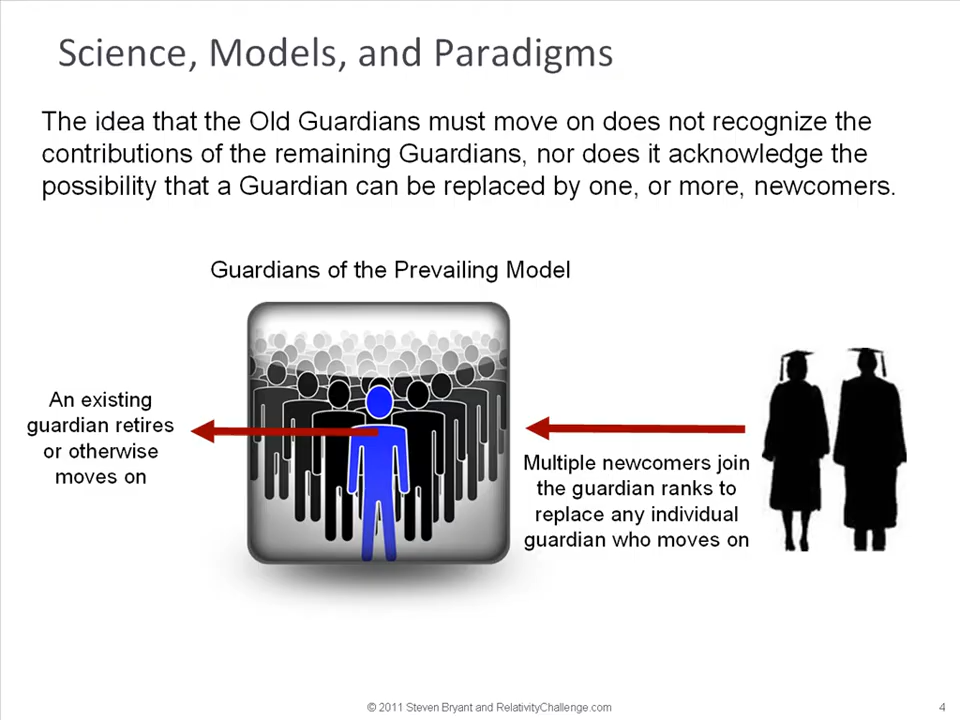 Science, Models, and Paradigms
The idea that the Old Guardians must move on does not recognize the
contributions of the remaining Guardians, nor does it acknowledge the
possibility that a Guardian can be replaced by one, or more, newcomers.
Guardians of the Prevailing Model
An existing
guardian retires
or otherwise
moves on
Multiple newcomers join
the guardian ranks to
replace any individual
guardian who moves on
© 2011 Steven Bryant and RelativityChallenge.com
4